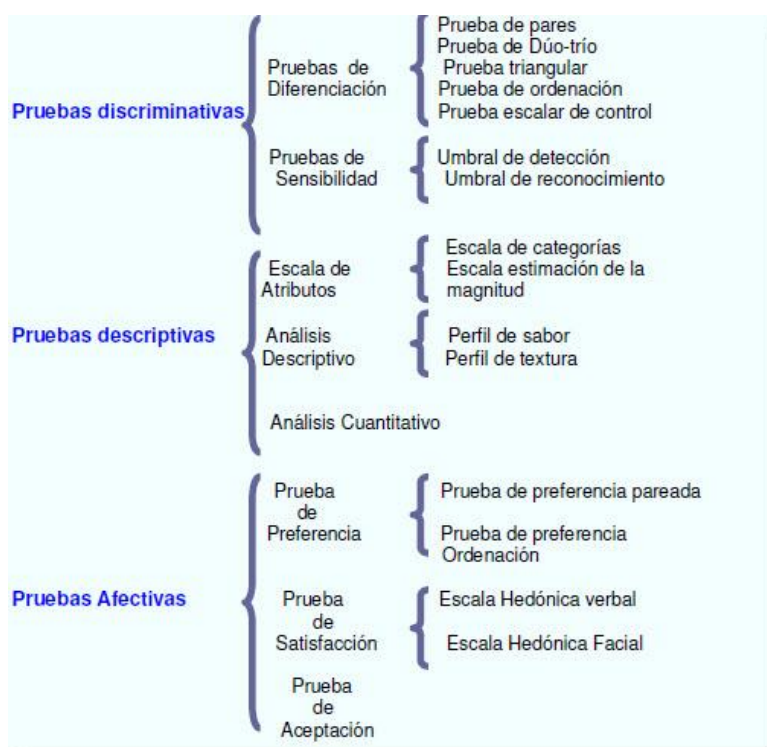 Pruebas discriminativas
Pruebas de
Diferenciación
Prueba de pares
Prueba de Dúo-trío
Prueba triangular
Prueba de ordenación
Prueba escalar de control
Pruebas de
Sensibilidad
Umbral de detección
Umbral de reconocimiento
Pruebas descriptivas
Escala de
Atributos
Escala de categorías
Escala estimación de la
magnitud
Análisis
Descriptivo
Perfil de sabor
Perfil de textura
Análisis Cuantitativo
Pruebas Afectivas
Prueba
de
Preferencia
Prueba de preferencia pareada
Prueba de preferencia
Ordenación
Prueba
de
Satisfacción
Escala Hedónica verbal
Escala Hedónica Facial
Prueba
de
Aceptación